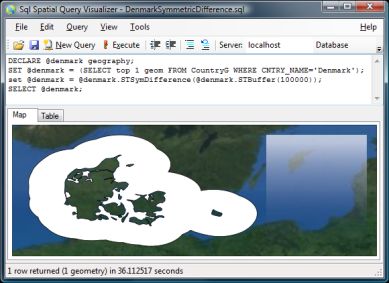 Sql Spatial Query Visualizer - DenmarkSymmetricDifference.sql
File Edit Query View Tools Help
New Query Execute Server: localhost Database
DECLARE @denmark geography;
SET @denmark = (SELECT top 1 geom FROM CountryG WHERE CNTRY_NAME='Denmark');
set @denmark = @denmark.STSymDifference(@denmark.STBuffer(100000));
SELECT @denmark;
Map Table
1 row returned (1 geometry) in 36.112517 seconds